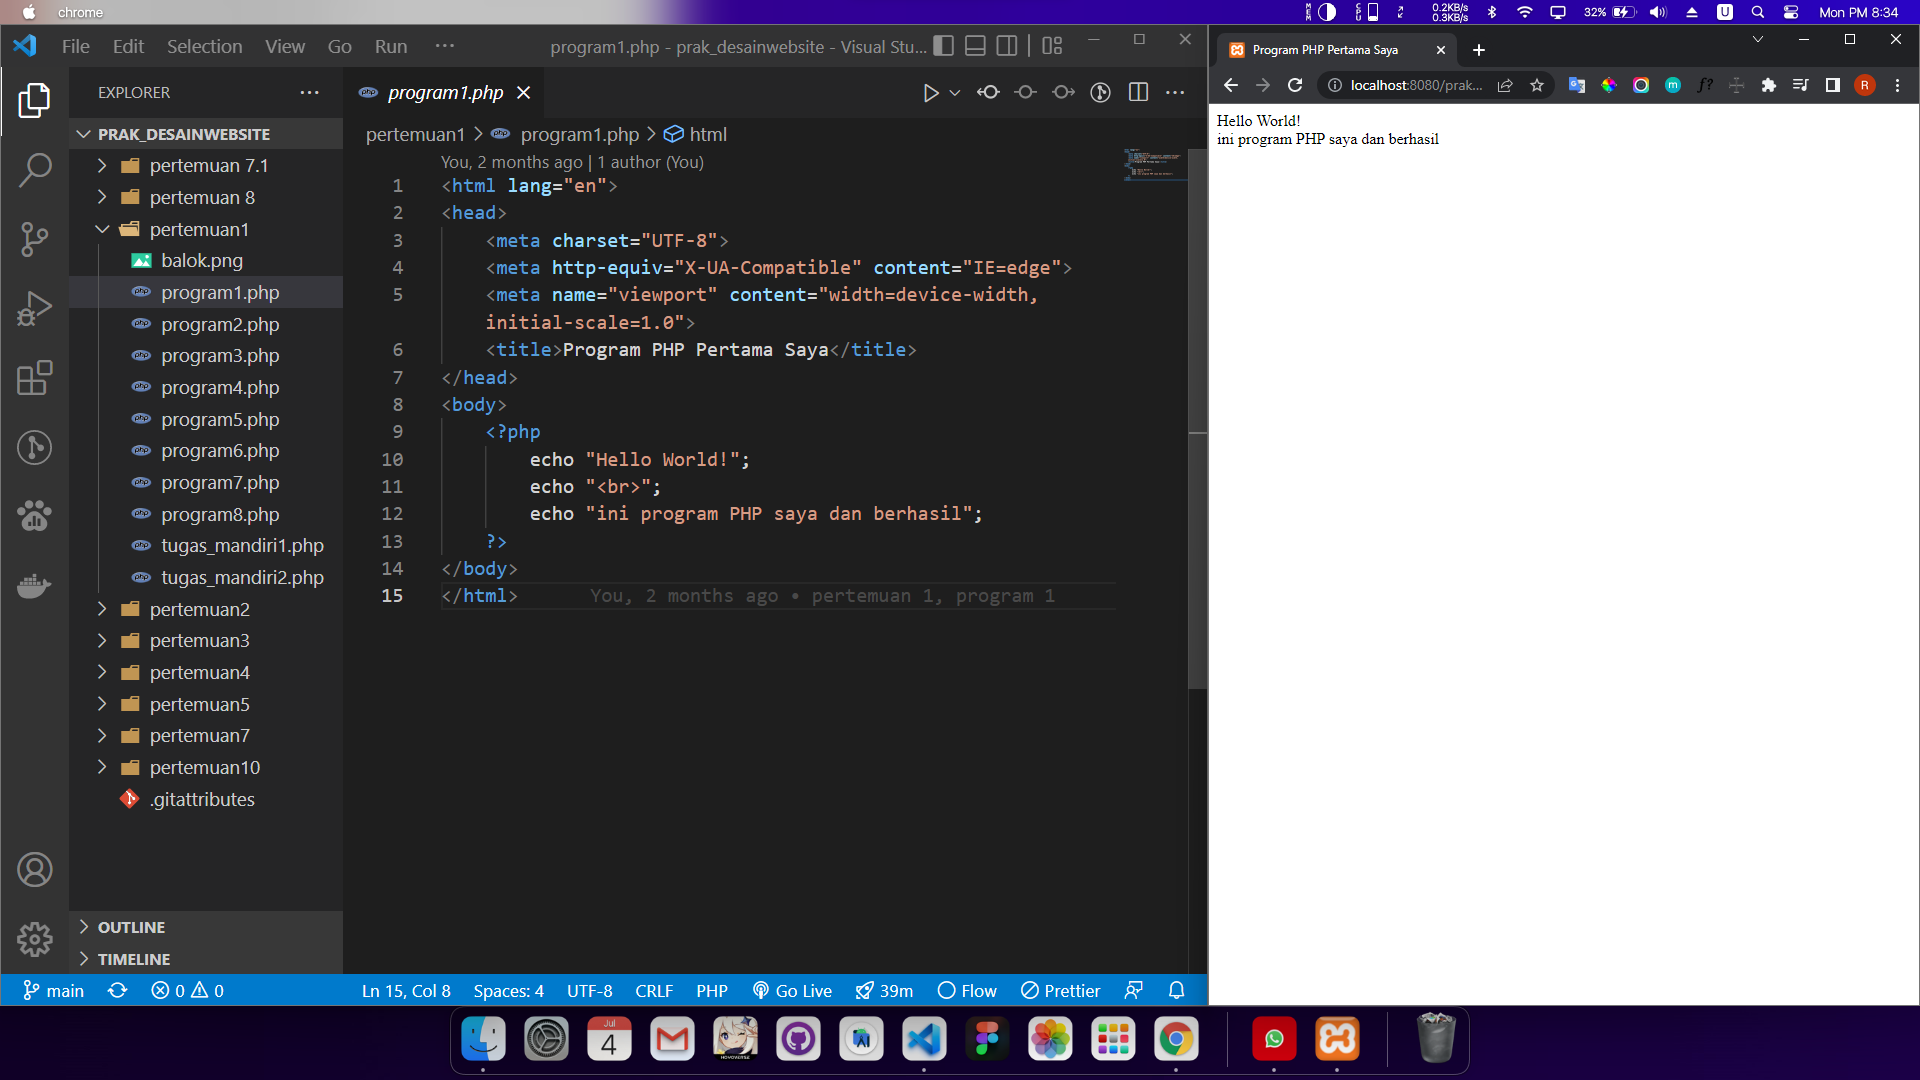 chrome
MEM
CPU
0.2KB/s
0.3KB/s
32%
U
Mon PM 8:34
File Edit Selection View Go Run ···
program1.php - prak_desainwebsite - Visual Stu...
EXPLORER ···
PRAK_DESAINWEBSITE
pertemuan 7.1
pertemuan 8
pertemuan1
balok.png
program1.php
program2.php
program3.php
program4.php
program5.php
program6.php
program7.php
program8.php
tugas_mandiri1.php
tugas_mandiri2.php
pertemuan2
pertemuan3
pertemuan4
pertemuan5
pertemuan7
pertemuan10
.gitattributes
OUTLINE
TIMELINE
php program1.php
pertemuan1 > php program1.php > html
You, 2 months ago | 1 author (You)
1 <html lang="en">
2 <head>
3 <meta charset="UTF-8">
4 <meta http-equiv="X-UA-Compatible" content="IE=edge">
5 <meta name="viewport" content="width=device-width,
initial-scale=1.0">
6 <title>Program PHP Pertama Saya</title>
7 </head>
8 <body>
9 <?php
10 echo "Hello World!";
11 echo "<br>";
12 echo "ini program PHP saya dan berhasil";
13 ?>
14 </body>
15 </html> You, 2 months ago • pertemuan 1, program 1
main 0 0 Ln 15, Col 8 Spaces: 4 UTF-8 CRLF PHP Go Live 39m Flow Prettier
Program PHP Pertama Saya
localhost:8080/prak...
m
f?
R
Hello World!
ini program PHP saya dan berhasil
Jul
4